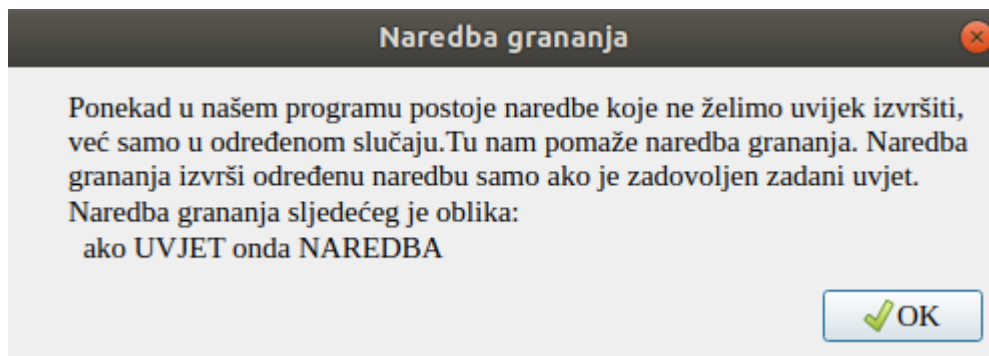 Naredba grananja
Ponekad u našem programu postoje naredbe koje ne želimo uvijek izvršiti,
već samo u određenom slučaju.Tu nam pomaže naredba grananja. Naredba
grananja izvrši određenu naredbu samo ako je zadovoljen zadani uvjet.
Naredba grananja sljedećeg je oblika:
ako UVJET onda NAREDBA
OK